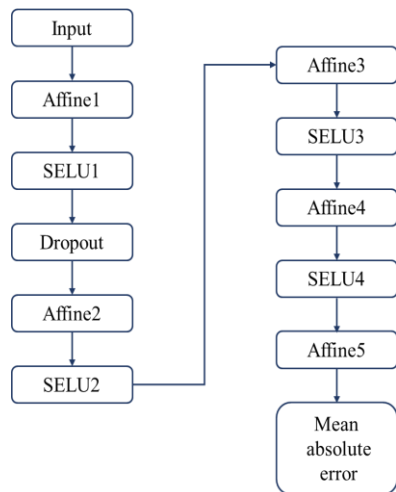 Input
Affine1
SELU1
Dropout
Affine2
SELU2
Affine3
SELU3
Affine4
SELU4
Affine5
Mean
absolute
error